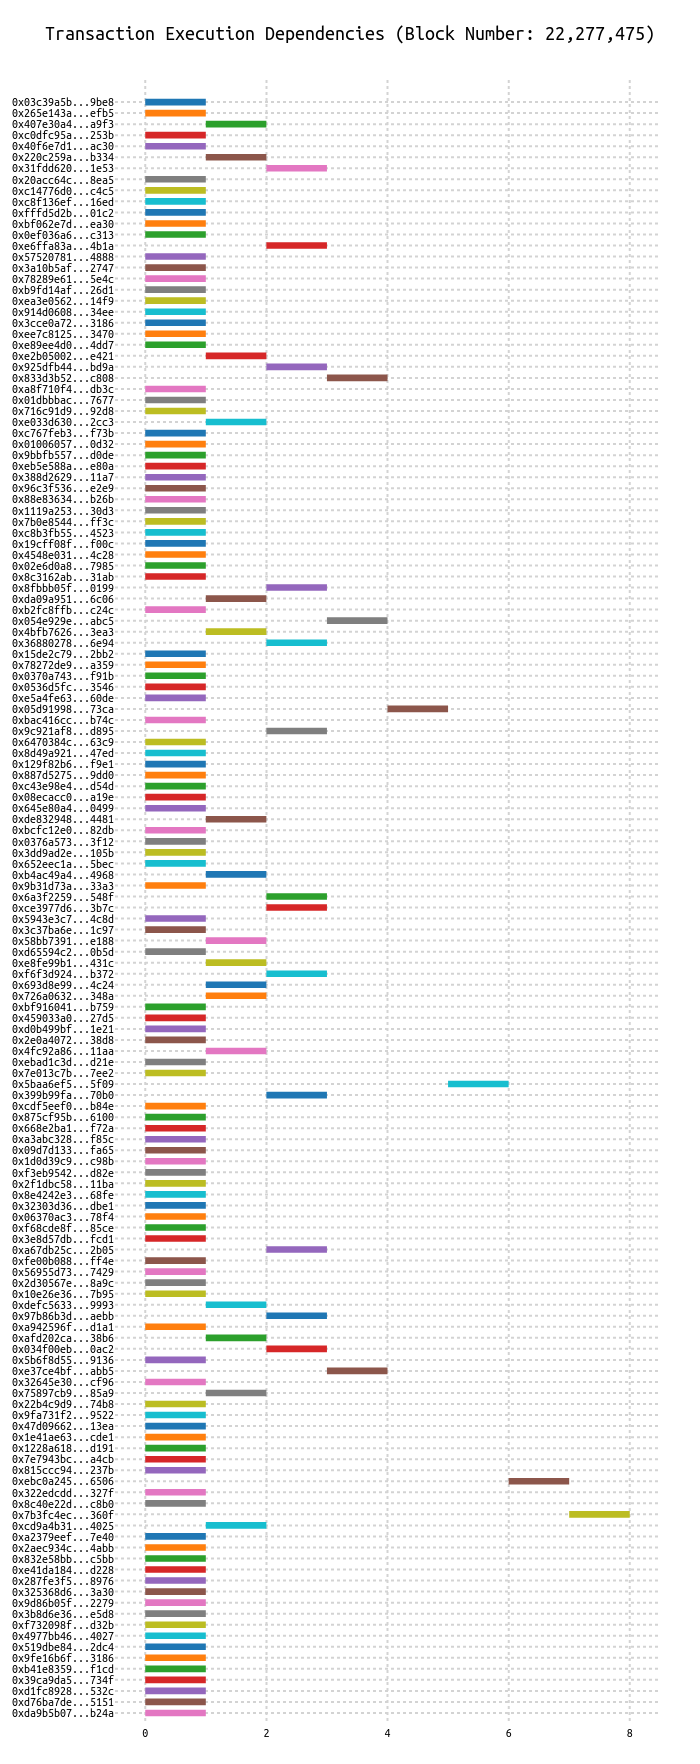 Transaction Execution Dependencies (Block Number: 22,277,475)
0x03c39a5b...9be8
0x265e143a...efb5
0x407e30a4...a9f3
0xc0dfc95a...253b
0x40f6e7d1...ac30
0x220c259a...b334
0x31fdd620...1e53
0x20acc64c...8ea5
0xc14776d0...c4c5
0xc8f136ef...16ed
0xfffd5d2b...01c2
0xbf062e7d...ea30
0x0ef036a6...c313
0xe6ffa83a...4b1a
0x57520781...4888
0x3a10b5af...2747
0x78289e61...5e4c
0xb9fd14af...26d1
0xea3e0562...14f9
0x914d0608...34ee
0x3cce0a72...3186
0xee7c8125...3470
0xe89ee4d0...4dd7
0xe2b05002...e421
0x925dfb44...bd9a
0x833d3b52...c808
0xa8f710f4...db3c
0x01dbbbac...7677
0x716c91d9...92d8
0xe033d630...2cc3
0xc767feb3...f73b
0x01006057...0d32
0x9bbfb557...d0de
0xeb5e588a...e80a
0x388d2629...11a7
0x96c3f536...e2e9
0x88e83634...b26b
0x1119a253...30d3
0x7b0e8544...ff3c
0xc8b3fb55...4523
0x19cff08f...f00c
0x4548e031...4c28
0x02e6d0a8...7985
0x8c3162ab...31ab
0x8fbbb05f...0199
0xda09a951...6c06
0xb2fc8ffb...c24c
0x054e929e...abc5
0x4bfb7626...3ea3
0x36880278...6e94
0x15de2c79...2bb2
0x78272de9...a359
0x0370a743...f91b
0x0536d5fc...3546
0xe5a4fe63...60de
0x05d91998...73ca
0xbac416cc...b74c
0x9c921af8...d895
0x6470384c...63c9
0x8d49a921...47ed
0x129f82b6...f9e1
0x887d5275...9dd0
0xc43e98e4...d54d
0x08ecacc0...a19e
0x645e80a4...0499
0xde832948...4481
0xbcfc12e0...82db
0x0376a573...3f12
0x3dd9ad2e...105b
0x652eec1a...5bec
0xb4ac49a4...4968
0x9b31d73a...33a3
0x6a3f2259...548f
0xce3977d6...3b7c
0x5943e3c7...4c8d
0x3c37ba6e...1c97
0x58bb7391...e188
0xd65594c2...0b5d
0xe8fe99b1...431c
0xf6f3d924...b372
0x693d8e99...4c24
0x726a0632...348a
0xbf916041...b759
0x459033a0...27d5
0xd0b499bf...1e21
0x2e0a4072...38d8
0x4fc92a86...11aa
0xebad1c3d...d21e
0x7e013c7b...7ee2
0x5baa6ef5...5f09
0x399b99fa...70b0
0xcdf5eef0...b84e
0x875cf95b...6100
0x668e2ba1...f72a
0xa3abc328...f85c
0x09d7d133...fa65
0x1d0d39c9...c98b
0xf3eb9542...d82e
0x2f1dbc58...11ba
0x8e4242e3...68fe
0x32303d36...dbe1
0x06370ac3...78f4
0xf68cde8f...85ce
0x3e8d57db...fcd1
0xa67db25c...2b05
0xfe00b088...ff4e
0x56955d73...7429
0x2d30567e...8a9c
0x10e26e36...7b95
0xdefc5633...9993
0x97b86b3d...aebb
0xa942596f...d1a1
0xafd202ca...38b6
0x034f00eb...0ac2
0x5b6f8d55...9136
0xe37ce4bf...abb5
0x32645e30...cf96
0x75897cb9...85a9
0x22b4c9d9...74b8
0x9fa731f2...9522
0x47d09662...13ea
0x1e41ae63...cde1
0x1228a618...d191
0x7e7943bc...a4cb
0x815ccc94...237b
0xebc0a245...6506
0x322edcdd...327f
0x8c40e22d...c8b0
0x7b3fc4ec...360f
0xcd9a4b31...4025
0xa2379eef...7e40
0x2aec934c...4abb
0x832e58bb...c5bb
0xe41da184...d228
0x287fe3f5...8976
0x325368d6...3a30
0x9d86b05f...2279
0x3b8d6e36...e5d8
0xf732098f...d32b
0x4977bb46...4027
0x519dbe84...2dc4
0x9fe16b6f...3186
0xb41e8359...f1cd
0x39ca9da5...734f
0xd1fc8928...532c
0xd76ba7de...5151
0xda9b5b07...b24a
0 2 4 6 8